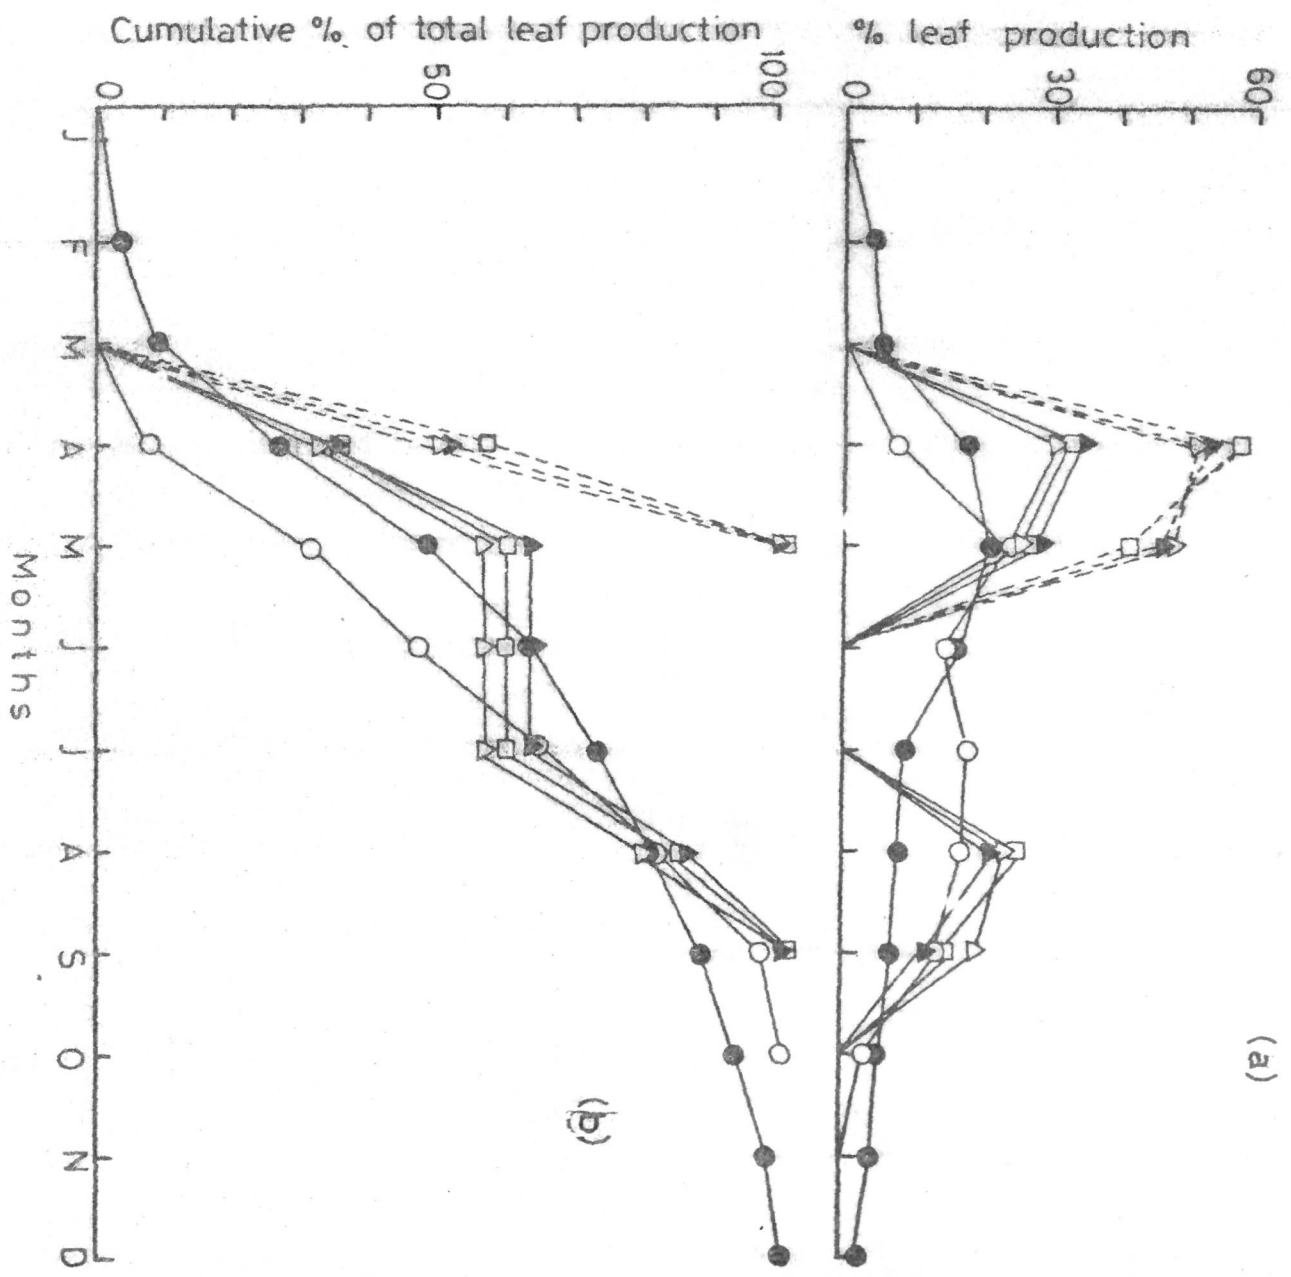 % leaf production
60
30
0
(a)
Cumulative % of total leaf production
100
50
0
(b)
J F M A M J J A S O N D
Months